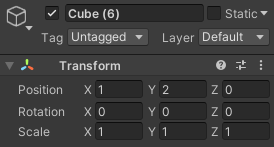 Cube (6) Static
Tag Untagged Layer Default
Transform
Position X 1 Y 2 Z 0
Rotation X 0 Y 0 Z 0
Scale X 1 Y 1 Z 1